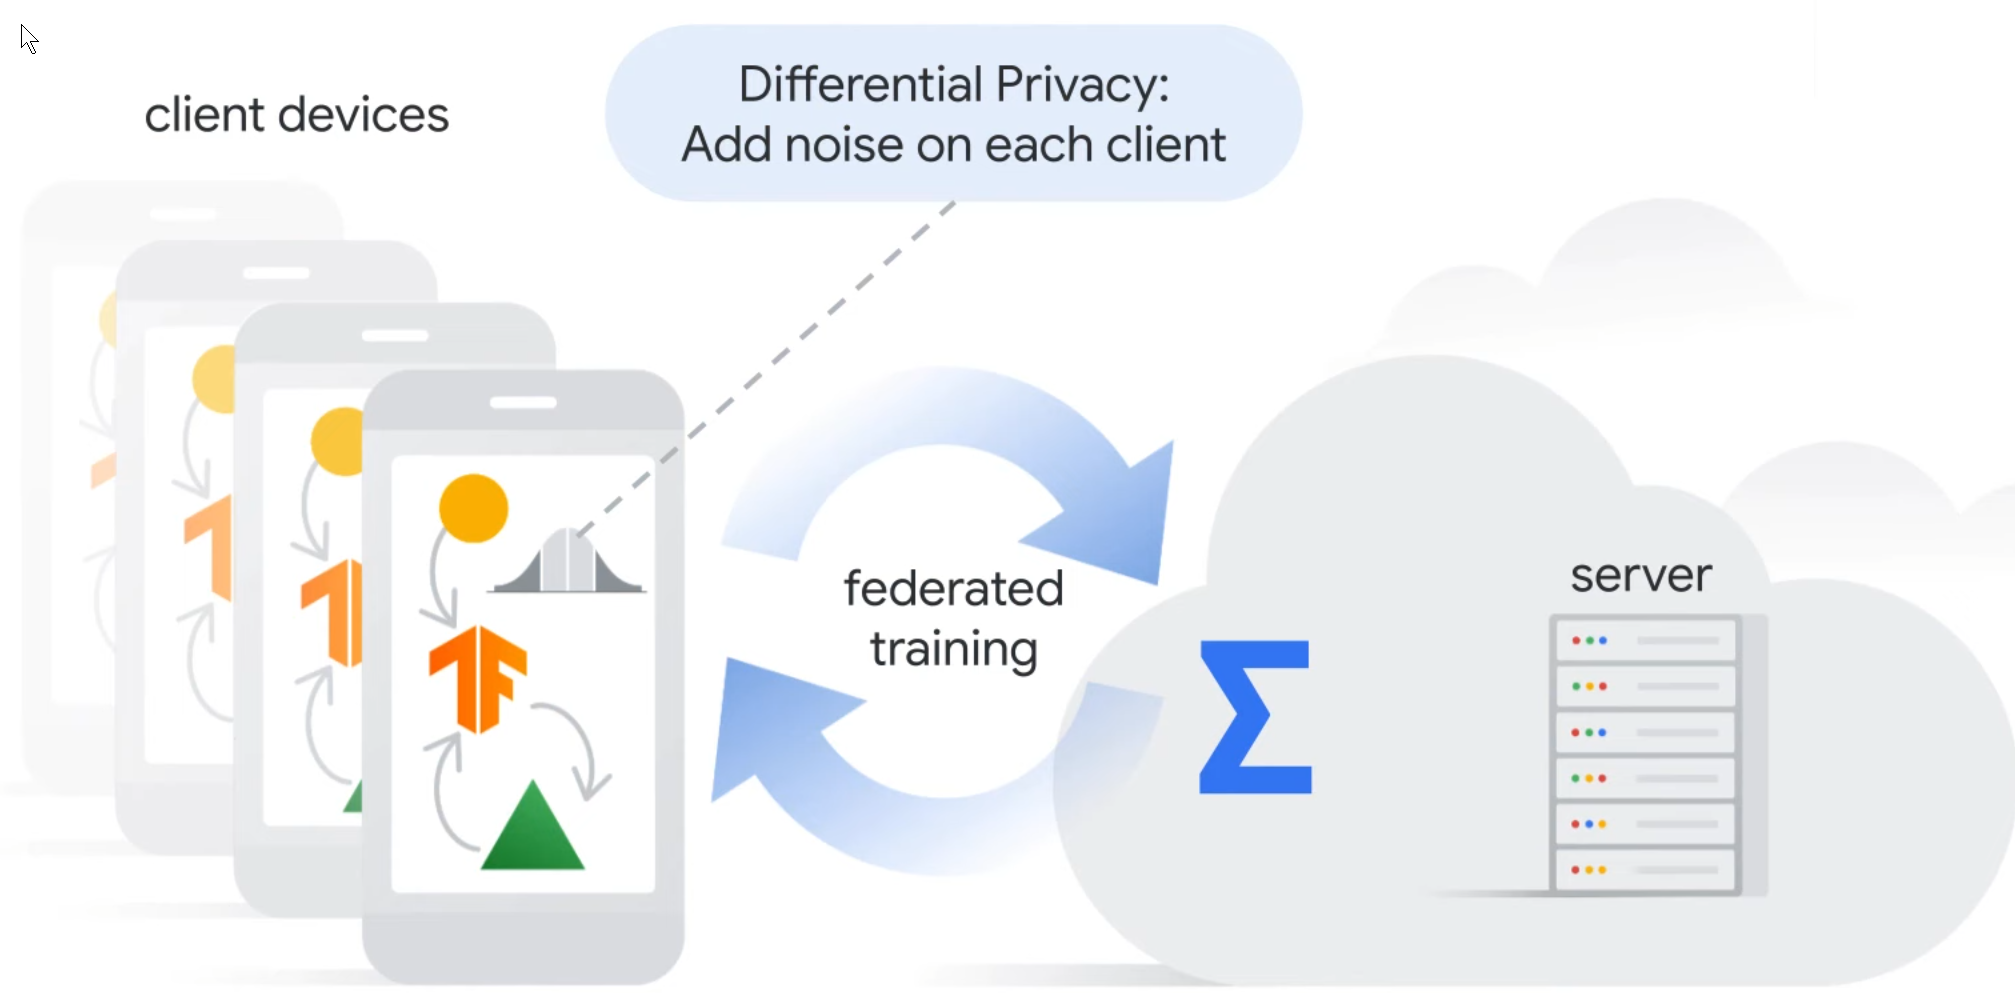 client devices
Differential Privacy:
Add noise on each client
federated
training
Σ
server